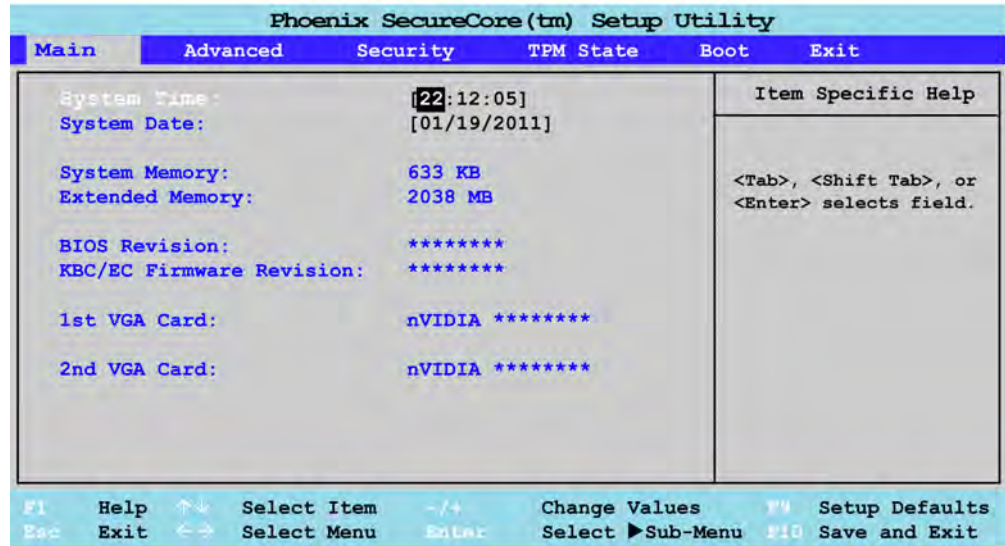 Phoenix SecureCore(tm) Setup Utility
Main Advanced Security TPM State Boot Exit
System Time: [22:12:05]
System Date: [01/19/2011]
System Memory: 633 KB
Extended Memory: 2038 MB
BIOS Revision: ********
KBC/EC Firmware Revision: ********
1st VGA Card: nVIDIA ********
2nd VGA Card: nVIDIA ********
Item Specific Help
<Tab>, <Shift Tab>, or
<Enter> selects field.
F1 Help ↑↓ Select Item -/+ Change Values F9 Setup Defaults
Esc Exit ←→ Select Menu Enter Select ▶Sub-Menu F10 Save and Exit